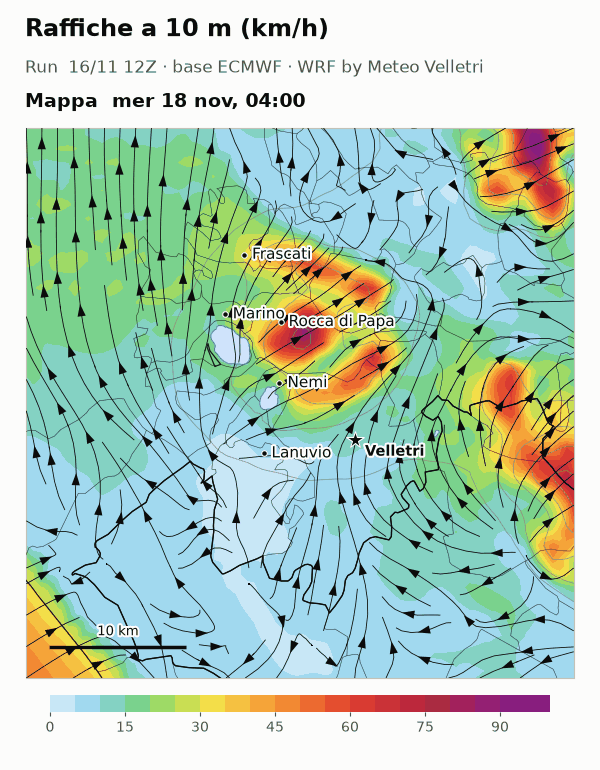 Raffiche a 10 m (km/h)
Run  16/11 12Z · base ECMWF · WRF by Meteo Velletri
Mappa  mer 18 nov, 04:00
Frascati
Marino
Rocca di Papa
Nemi
Velletri
Lanuvio
10 km
0 15 30 45 60 75 90